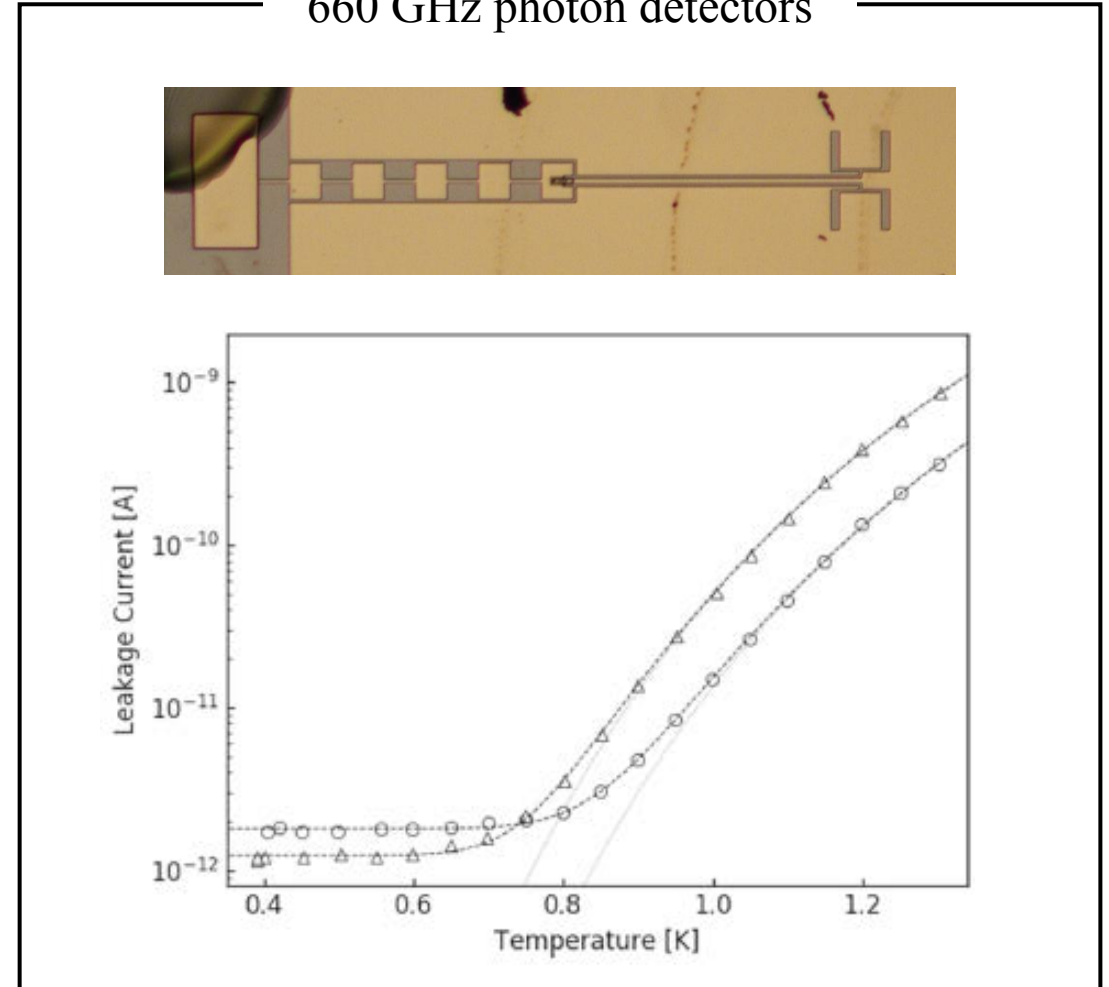 660 GHz photon detectors
10⁻⁹
10⁻¹⁰
10⁻¹¹
10⁻¹²
Leakage Current [A]
0.4 0.6 0.8 1.0 1.2
Temperature [K]